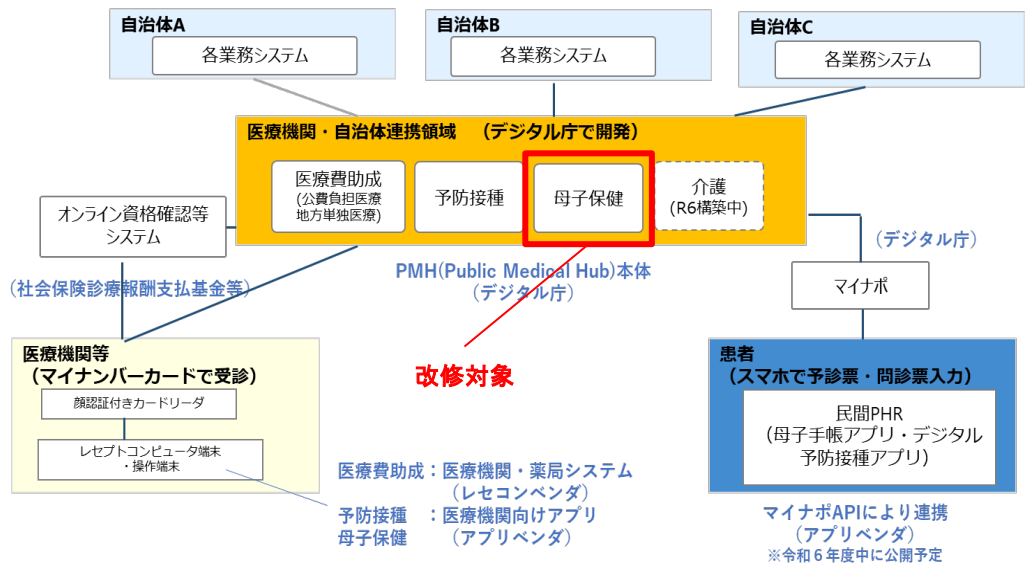 自治体A
各業務システム
自治体B
各業務システム
自治体C
各業務システム
医療機関・自治体連携領域 （デジタル庁で開発）
医療費助成
(公費負担医療
地方単独医療)
予防接種
母子保健
介護
(R6構築中)
オンライン資格確認等
システム
（社会保険診療報酬支払基金等）
PMH(Public Medical Hub)本体
（デジタル庁）
（デジタル庁）
マイナポ
改修対象
医療機関等
（マイナンバーカードで受診）
顔認証付きカードリーダ
レセプトコンピュータ端末
・操作端末
医療費助成：医療機関・薬局システム
（レセコンベンダ）
予防接種 ：医療機関向けアプリ
母子保健 （アプリベンダ）
患者
（スマホで予診票・問診票入力）
民間PHR
（母子手帳アプリ・デジタル
予防接種アプリ）
マイナポAPIにより連携
（アプリベンダ）
※令和６年度中に公開予定